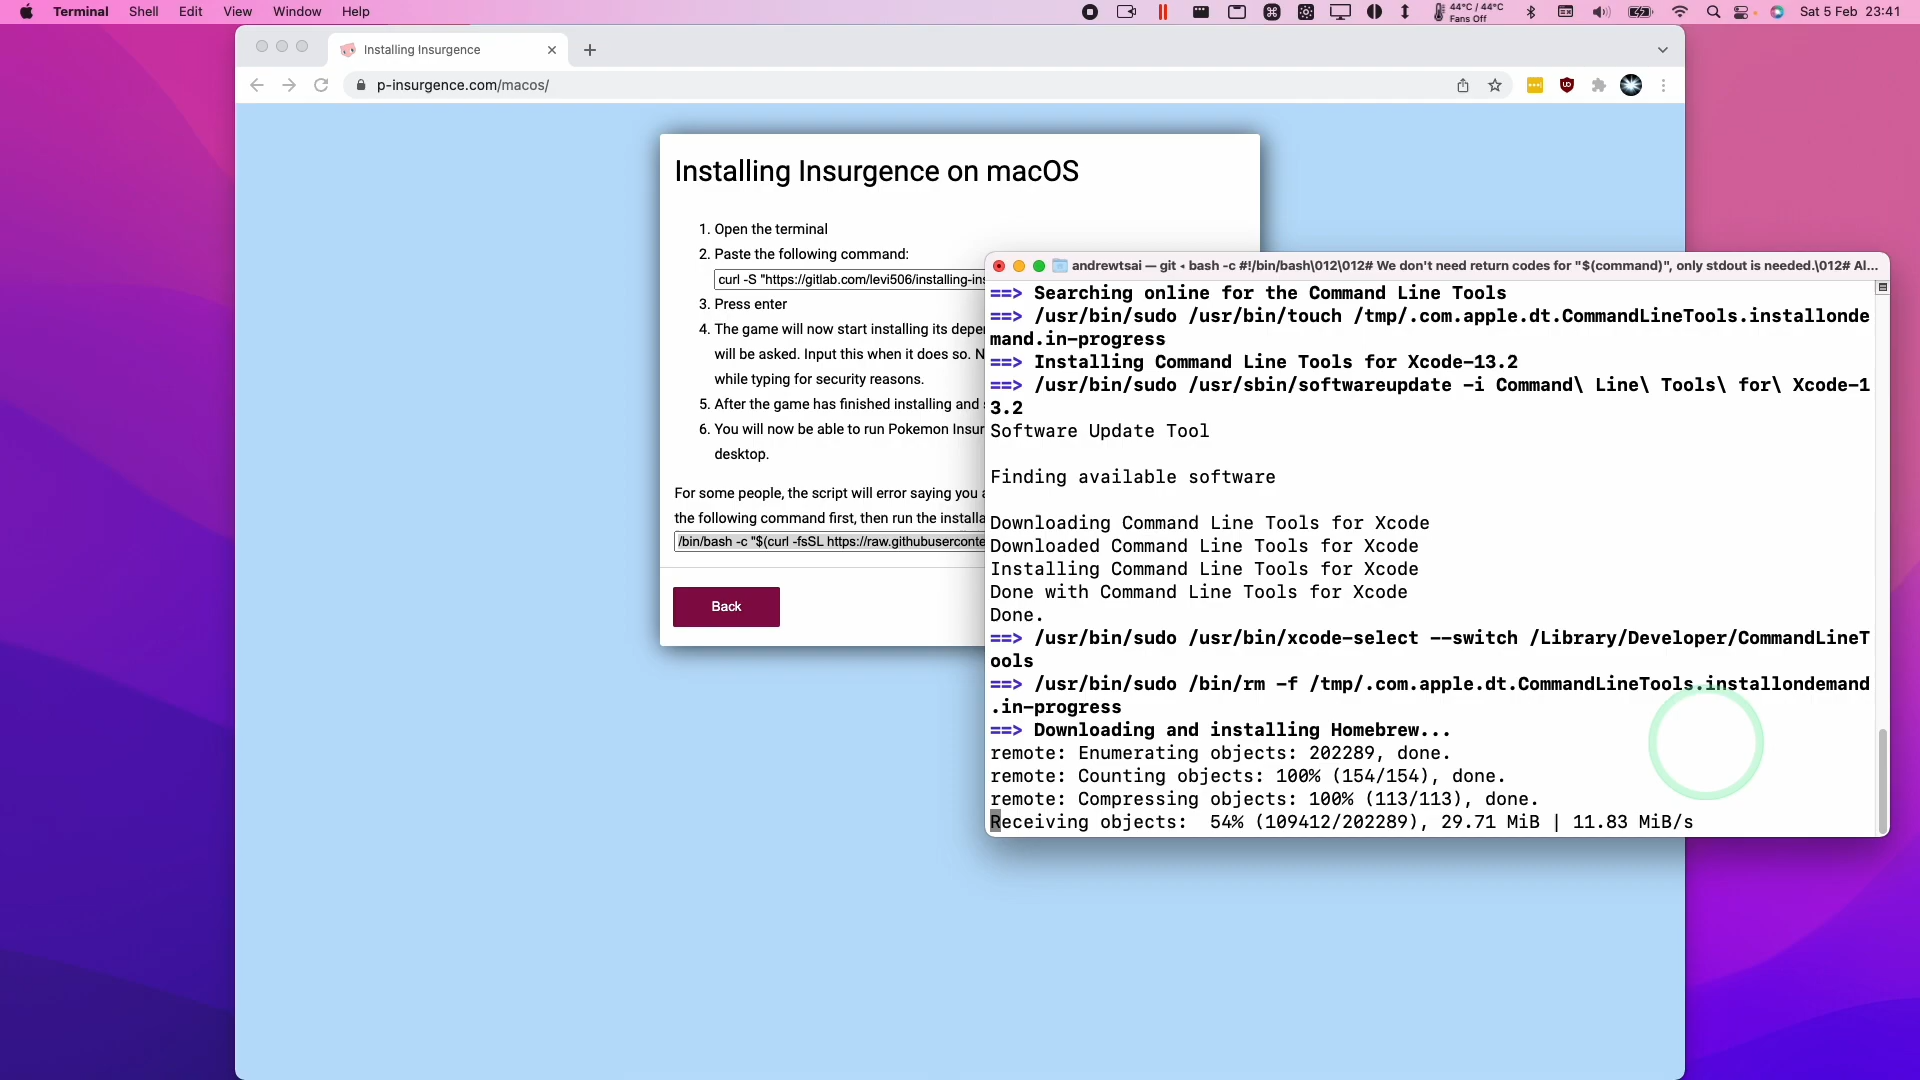 Terminal Shell Edit View Window Help
44°C / 44°C
Fans Off
Sat 5 Feb 23:41
Installing Insurgence
p-insurgence.com/macos/
Installing Insurgence on macOS
1. Open the terminal
2. Paste the following command:
curl -S "https://gitlab.com/levi506/installing-ins
3. Press enter
4. The game will now start installing its depe
will be asked. Input this when it does so. N
while typing for security reasons.
5. After the game has finished installing and
6. You will now be able to run Pokemon Insur
desktop.
For some people, the script will error saying you
the following command first, then run the installa
/bin/bash -c "$(curl -fsSL https://raw.githubuserconte
Back
andrewtsai — git ◂ bash -c #!/bin/bash\012\012# We don't need return codes for "$(command)", only stdout is needed.\012# Al...
==> Searching online for the Command Line Tools
==> /usr/bin/sudo /usr/bin/touch /tmp/.com.apple.dt.CommandLineTools.installonde
mand.in-progress
==> Installing Command Line Tools for Xcode-13.2
==> /usr/bin/sudo /usr/sbin/softwareupdate -i Command\ Line\ Tools\ for\ Xcode-1
3.2
Software Update Tool
Finding available software
Downloading Command Line Tools for Xcode
Downloaded Command Line Tools for Xcode
Installing Command Line Tools for Xcode
Done with Command Line Tools for Xcode
Done.
==> /usr/bin/sudo /usr/bin/xcode-select --switch /Library/Developer/CommandLineT
ools
==> /usr/bin/sudo /bin/rm -f /tmp/.com.apple.dt.CommandLineTools.installondemand
.in-progress
==> Downloading and installing Homebrew...
remote: Enumerating objects: 202289, done.
remote: Counting objects: 100% (154/154), done.
remote: Compressing objects: 100% (113/113), done.
Receiving objects:  54% (109412/202289), 29.71 MiB | 11.83 MiB/s